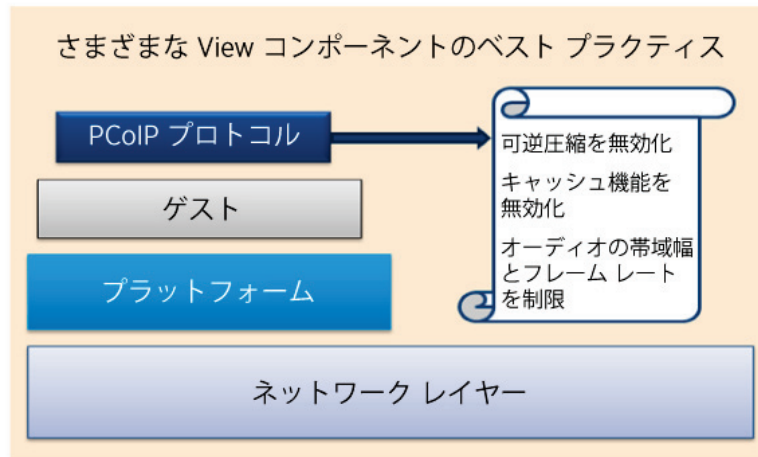 さまざまな View コンポーネントのベスト プラクティス
PCoIP プロトコル
可逆圧縮を無効化
キャッシュ機能を
無効化
オーディオの帯域幅
とフレーム レート
を制限
ゲスト
プラットフォーム
ネットワーク レイヤー